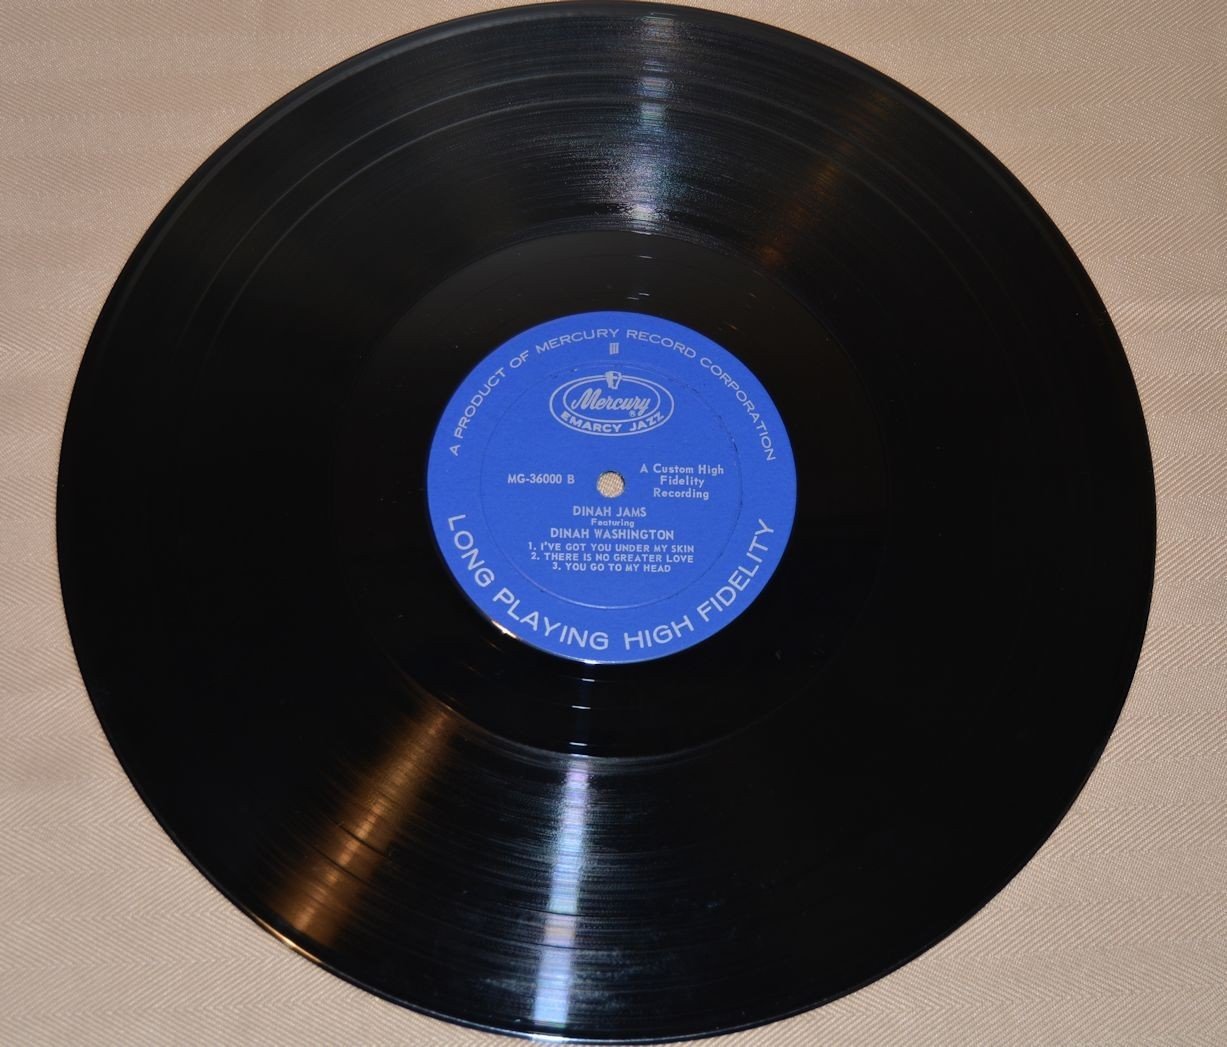 A PRODUCT OF MERCURY RECORD CORPORATION
Mercury
®
EMARCY JAZZ
MG-36000 B
A Custom High
Fidelity
Recording
DINAH JAMS
Featuring
DINAH WASHINGTON
1. I'VE GOT YOU UNDER MY SKIN
2. THERE IS NO GREATER LOVE
3. YOU GO TO MY HEAD
LONG PLAYING HIGH FIDELITY